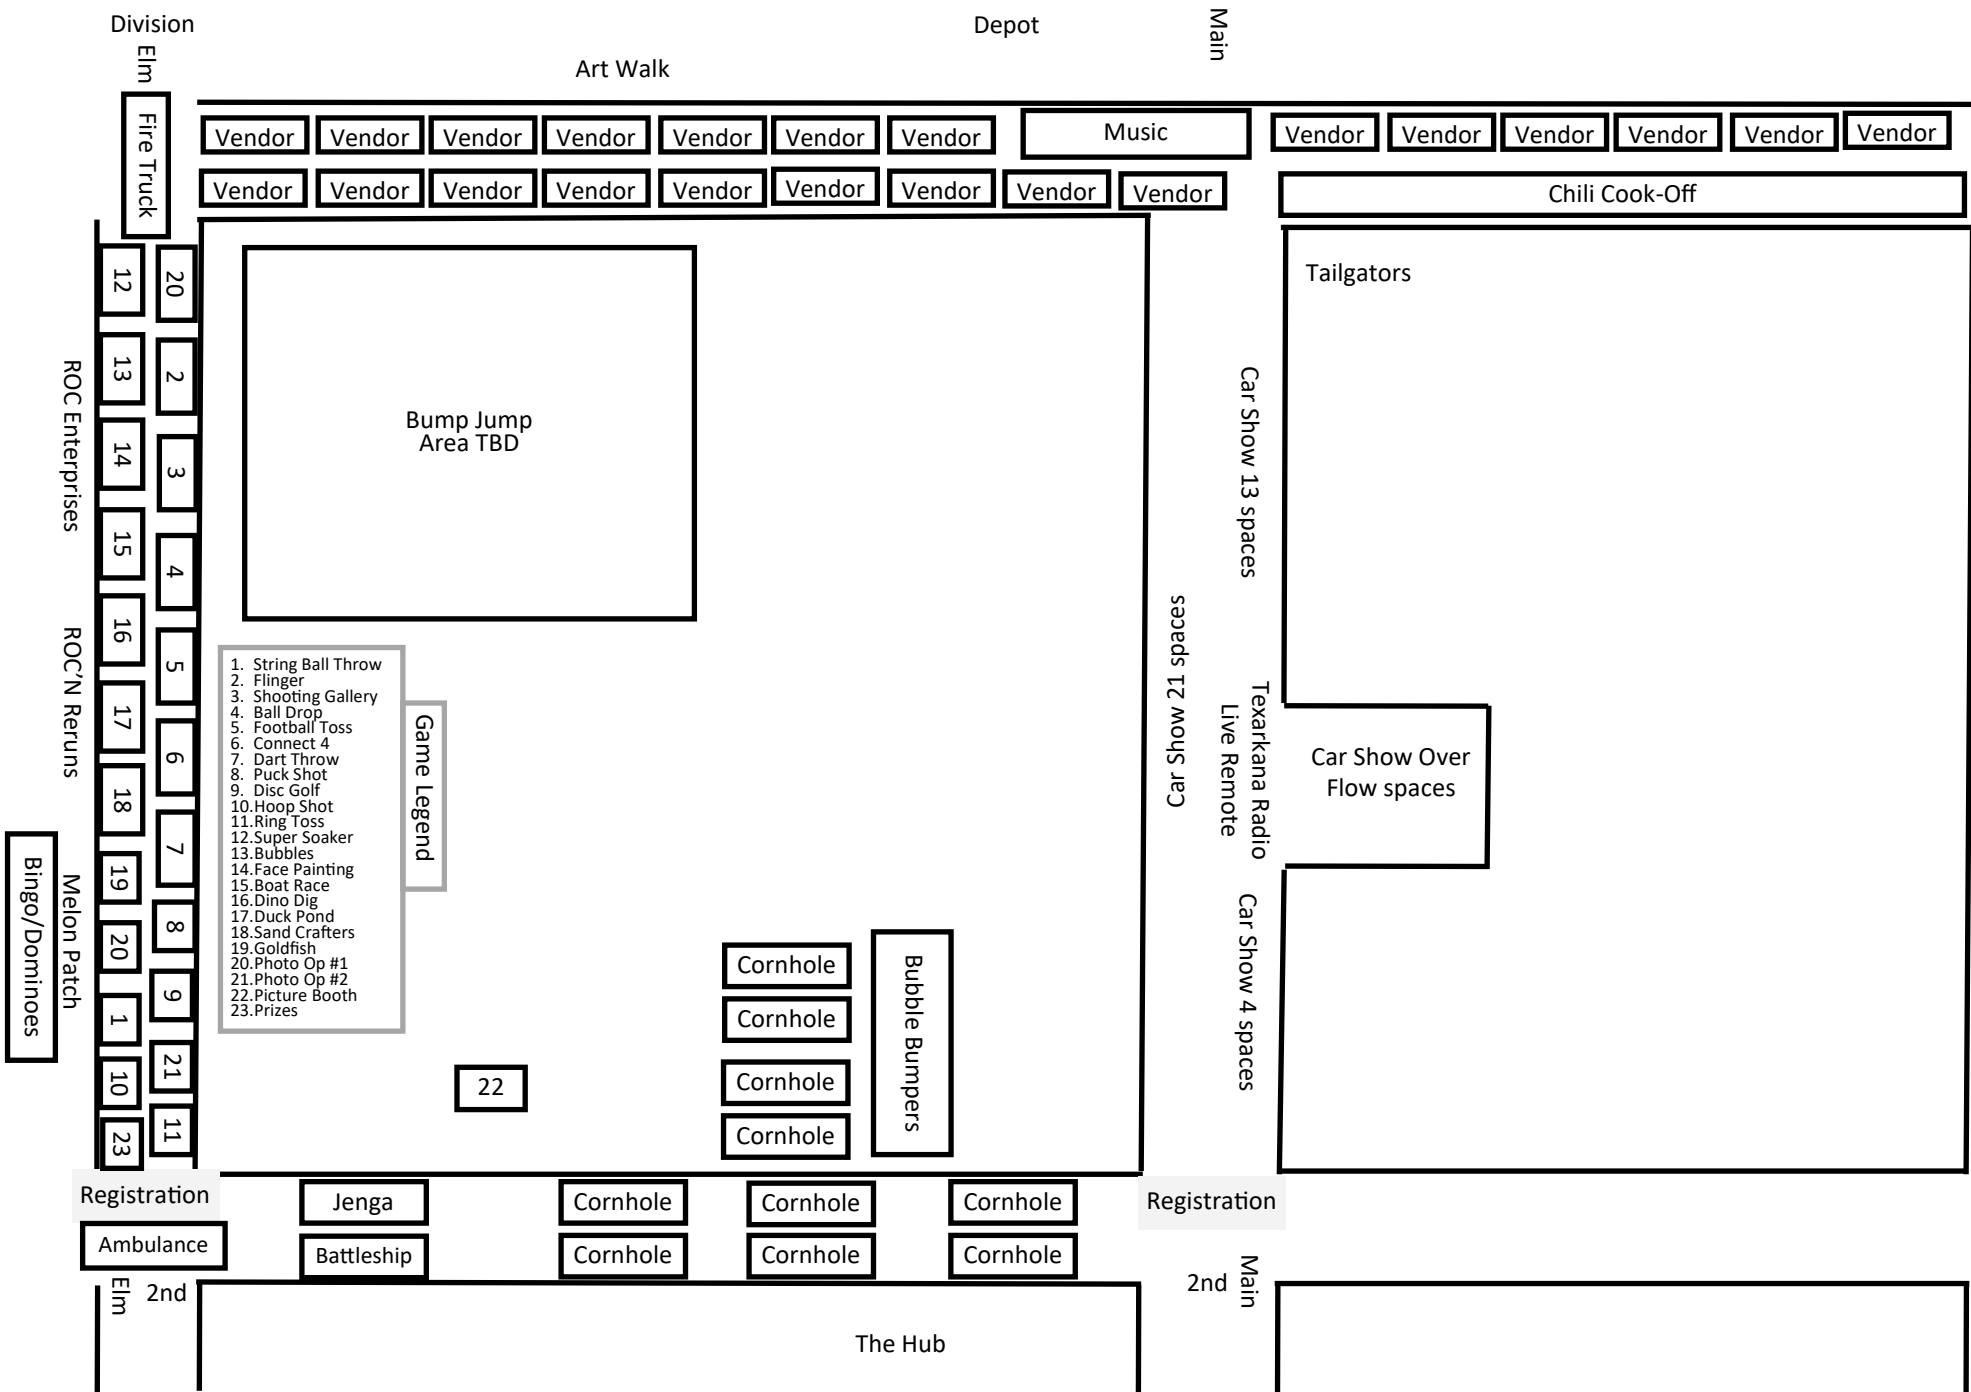 Division
Depot
Main
Elm
Art Walk
Fire Truck
Vendor Vendor Vendor Vendor Vendor Vendor Vendor
Music
Vendor Vendor Vendor Vendor Vendor Vendor
Vendor Vendor Vendor Vendor Vendor Vendor Vendor Vendor Vendor
Chili Cook-Off
12
13
14
15
16
17
18
19
20
1
10
23
20
2
3
4
5
6
7
8
9
21
11
ROC Enterprises
ROC'N Reruns
Melon Patch
Bingo/Dominoes
Bump Jump
Area TBD
1. String Ball Throw
2. Flinger
3. Shooting Gallery
4. Ball Drop
5. Football Toss
6. Connect 4
7. Dart Throw
8. Puck Shot
9. Disc Golf
10.Hoop Shot
11.Ring Toss
12.Super Soaker
13.Bubbles
14.Face Painting
15.Boat Race
16.Dino Dig
17.Duck Pond
18.Sand Crafters
19.Goldfish
20.Photo Op #1
21.Photo Op #2
22.Picture Booth
23.Prizes
Game Legend
22
Cornhole
Cornhole
Cornhole
Cornhole
Bubble Bumpers
Car Show 21 spaces
Car Show 13 spaces
Texarkana Radio
Live Remote
Car Show 4 spaces
Tailgators
Car Show Over
Flow spaces
Registration
Jenga
Cornhole Cornhole Cornhole
Registration
Ambulance
Battleship
Cornhole Cornhole Cornhole
Elm
2nd
2nd
Main
The Hub